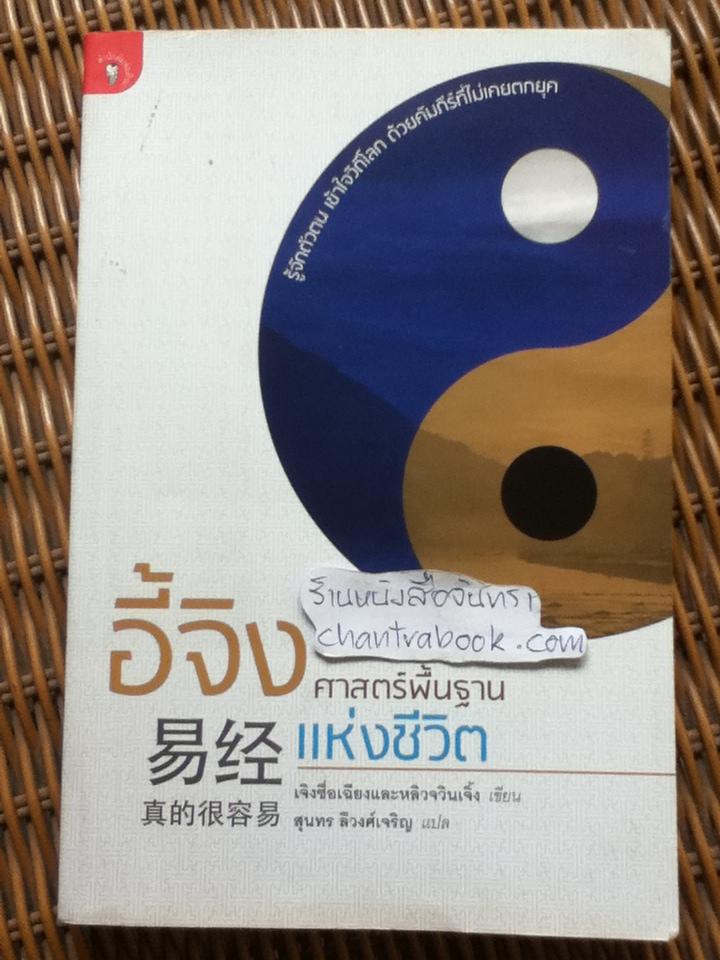 รู้จักตัวตน เข้าใจวิถีโลก ด้วยคัมภีร์ที่ไม่เคยตกยุค
ร้านหนังสือจันทรา
chantrabook.com
อี้จิง
ศาสตร์พื้นฐาน
易经 แห่งชีวิต
真的很容易
เจิงซื่อเฉียงและหลิวจวินเจิ้ง เขียน
สุนทร ลีวงศ์เจริญ แปล